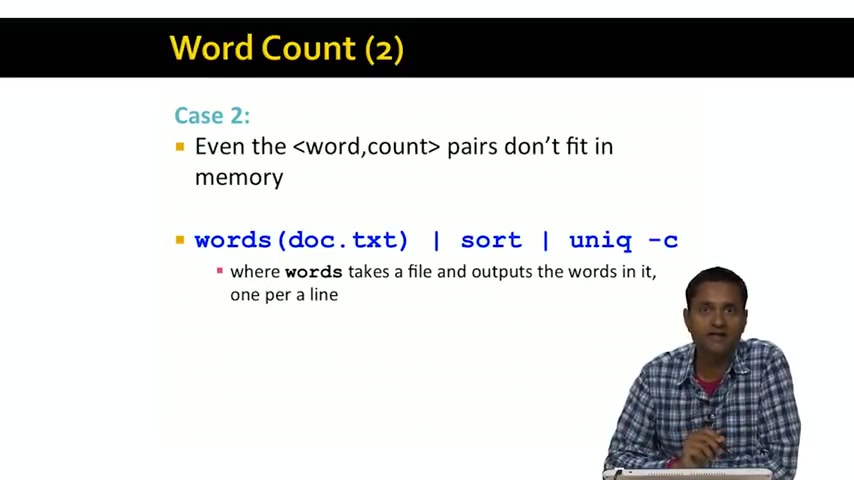 Word Count (2)
Case 2:
Even the <word,count> pairs don't fit in
memory
words(doc.txt) | sort | uniq -c
where words takes a file and outputs the words in it,
one per a line